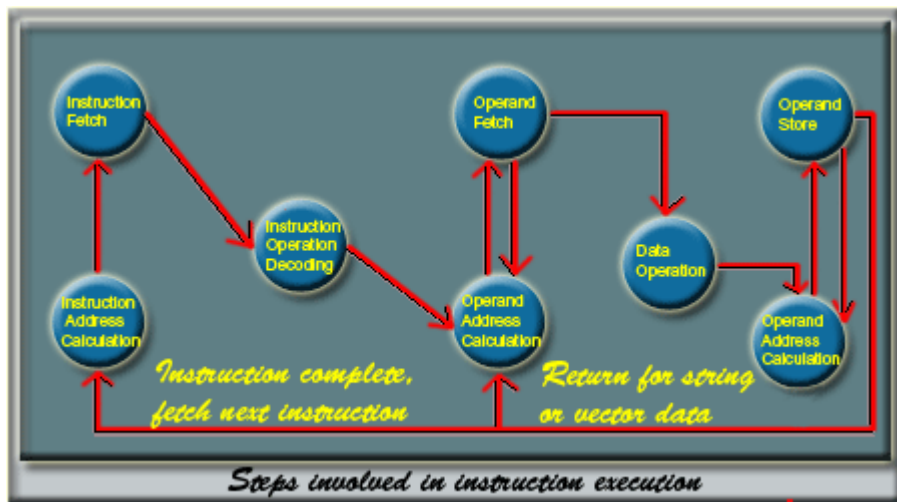 Instruction
Fetch
Operand
Fetch
Operand
Store
Instruction
Operation
Decoding
Data
Operation
Instruction
Address
Calculation
Operand
Address
Calculation
Operand
Address
Calculation
Instruction complete,
fetch next instruction
Return for string
or vector data
Steps involved in instruction execution